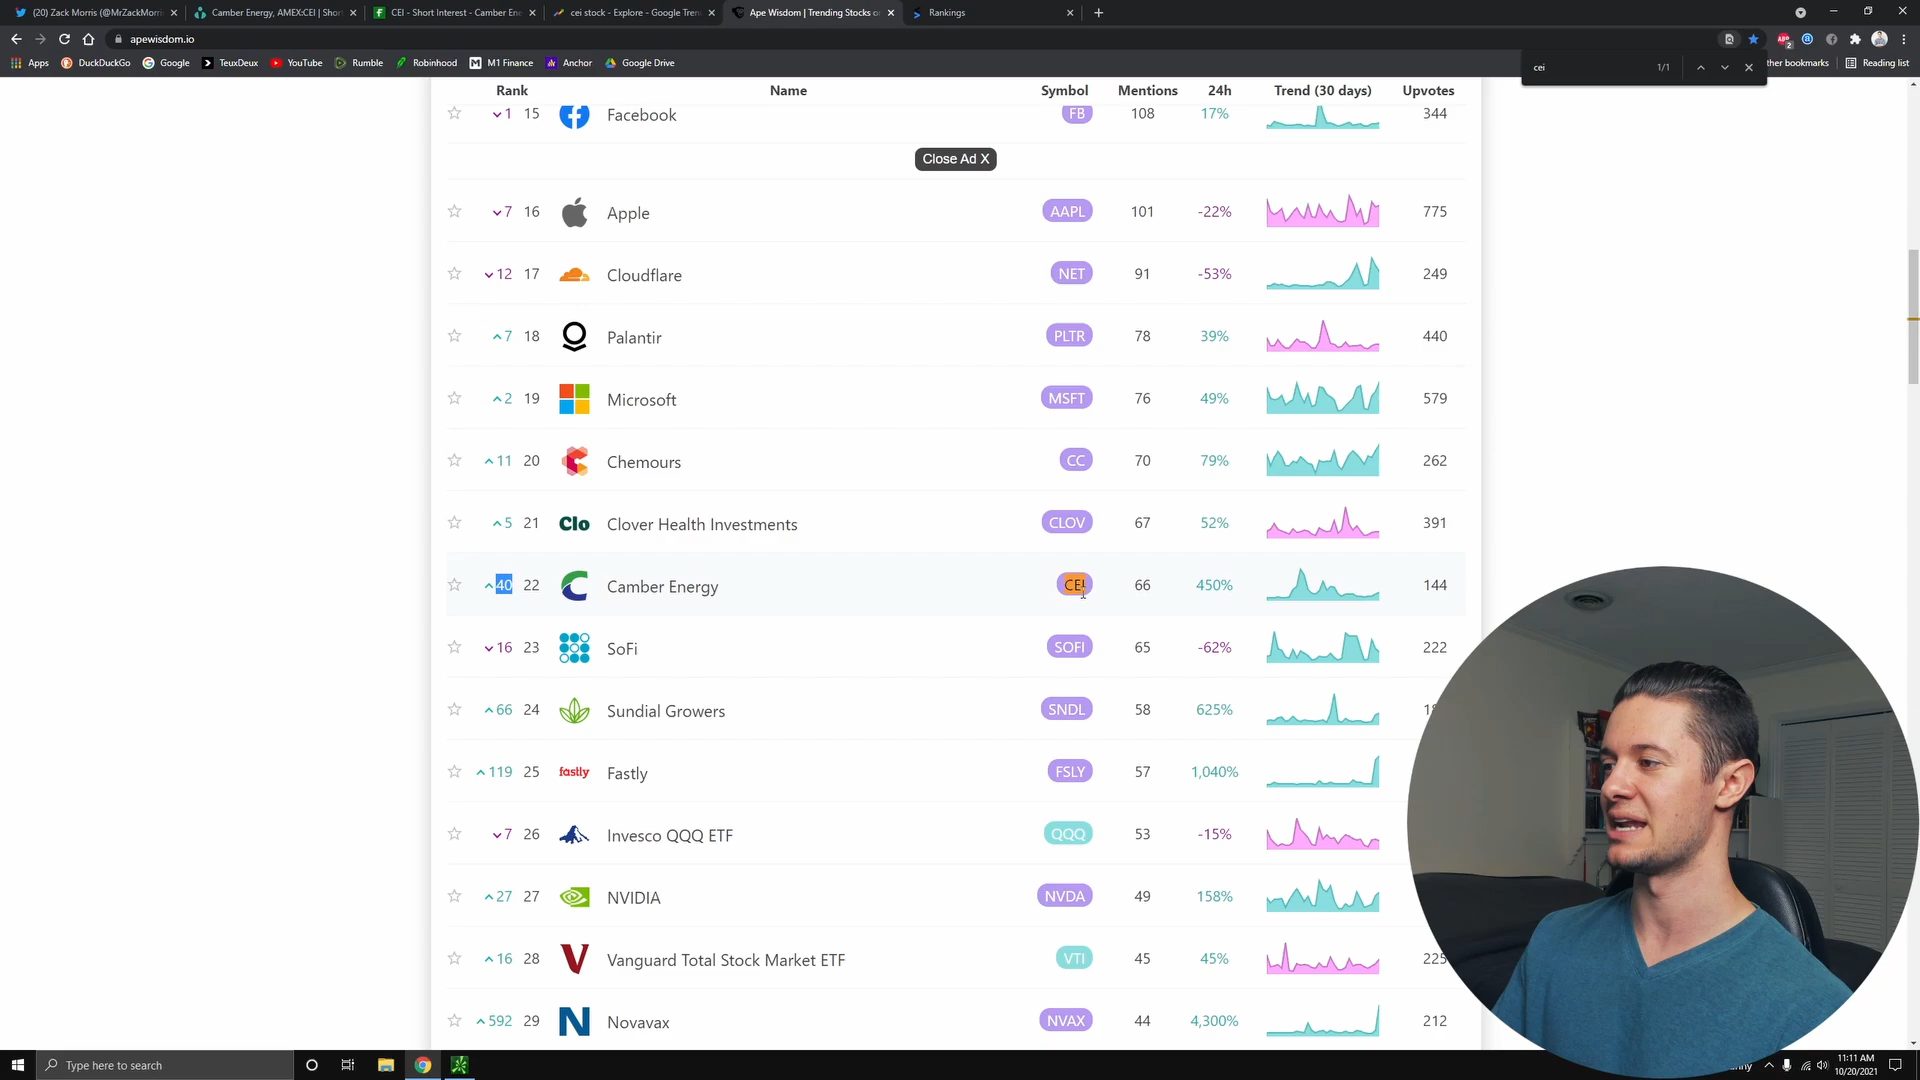 (20) Zack Morris (@MrZackMorri
Camber Energy, AMEX:CEI | Short
CEI - Short Interest - Camber Ene
cei stock - Explore - Google Tren
Ape Wisdom | Trending Stocks o
Rankings
apewisdom.io
Apps DuckDuckGo Google TeuxDeux YouTube Rumble Robinhood M1 Finance Anchor Google Drive
cei 1/1
ther bookmarks Reading list
Rank Name Symbol Mentions 24h Trend (30 days) Upvotes
1 15 Facebook FB 108 17% 344
Close Ad X
7 16 Apple AAPL 101 -22% 775
12 17 Cloudflare NET 91 -53% 249
7 18 Palantir PLTR 78 39% 440
2 19 Microsoft MSFT 76 49% 579
11 20 Chemours CC 70 79% 262
5 21 Clo Clover Health Investments CLOV 67 52% 391
40 22 Camber Energy CEI 66 450% 144
16 23 SoFi SOFI 65 -62% 222
66 24 Sundial Growers SNDL 58 625%
119 25 fastly Fastly FSLY 57 1,040%
7 26 Invesco QQQ ETF QQQ 53 -15%
27 27 NVIDIA NVDA 49 158%
16 28 Vanguard Total Stock Market ETF VTI 45 45% 225
592 29 Novavax NVAX 44 4,300% 212
Type here to search
11:11 AM
10/20/2021